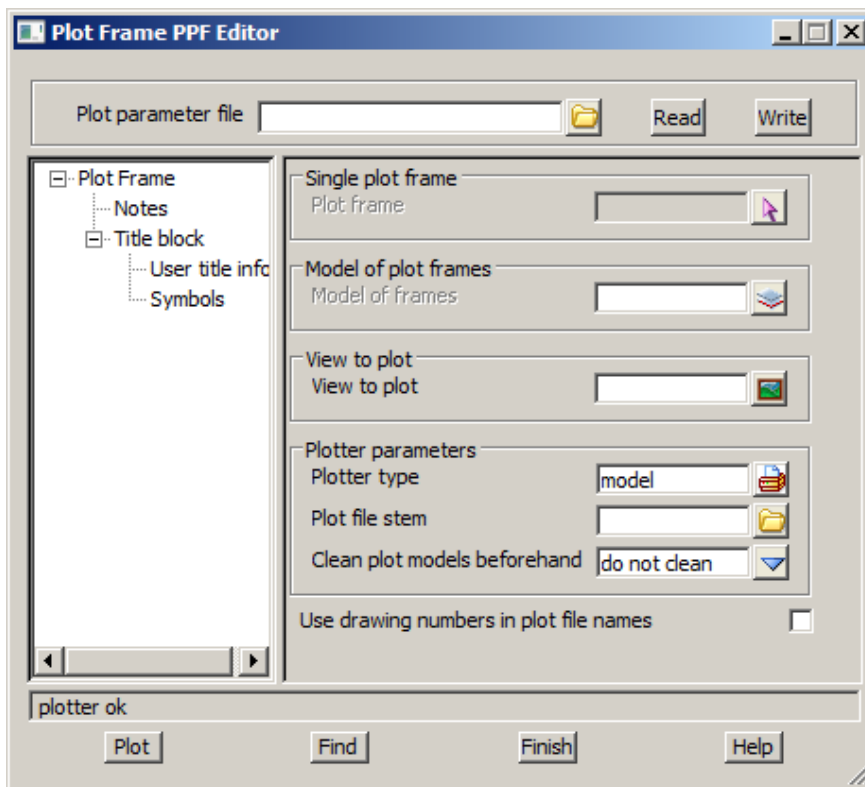 Plot Frame PPF Editor
Plot parameter file
Read
Write
Plot Frame
Notes
Title block
User title info
Symbols
Single plot frame
Plot frame
Model of plot frames
Model of frames
View to plot
View to plot
Plotter parameters
Plotter type
model
Plot file stem
Clean plot models beforehand
do not clean
Use drawing numbers in plot file names
plotter ok
Plot
Find
Finish
Help